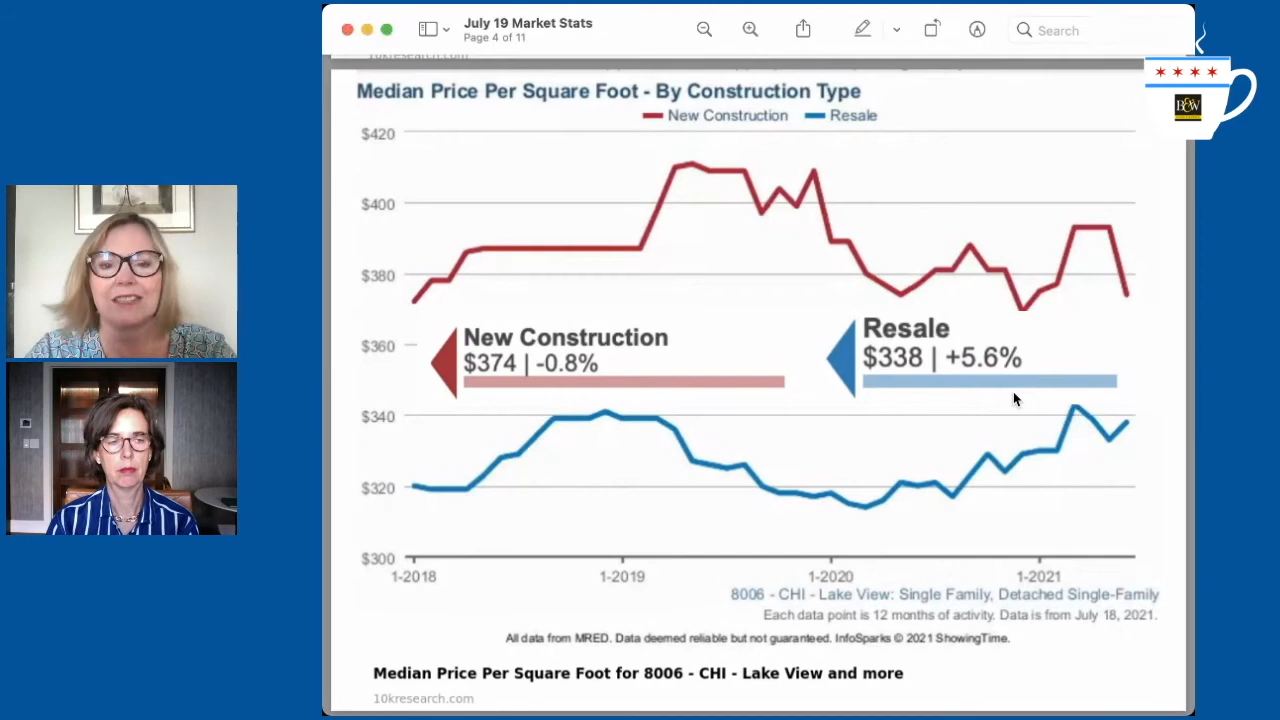 July 19 Market Stats
Page 4 of 11
Search
10kresearch.com
B&W
Median Price Per Square Foot - By Construction Type
New Construction
Resale
$420
$400
$380
$360
$340
$320
$300
New Construction
$374 | -0.8%
Resale
$338 | +5.6%
1-2018
1-2019
1-2020
1-2021
8006 - CHI - Lake View: Single Family, Detached Single-Family
Each data point is 12 months of activity. Data is from July 18, 2021.
All data from MRED. Data deemed reliable but not guaranteed. InfoSparks © 2021 ShowingTime.
Median Price Per Square Foot for 8006 - CHI - Lake View and more
10kresearch.com